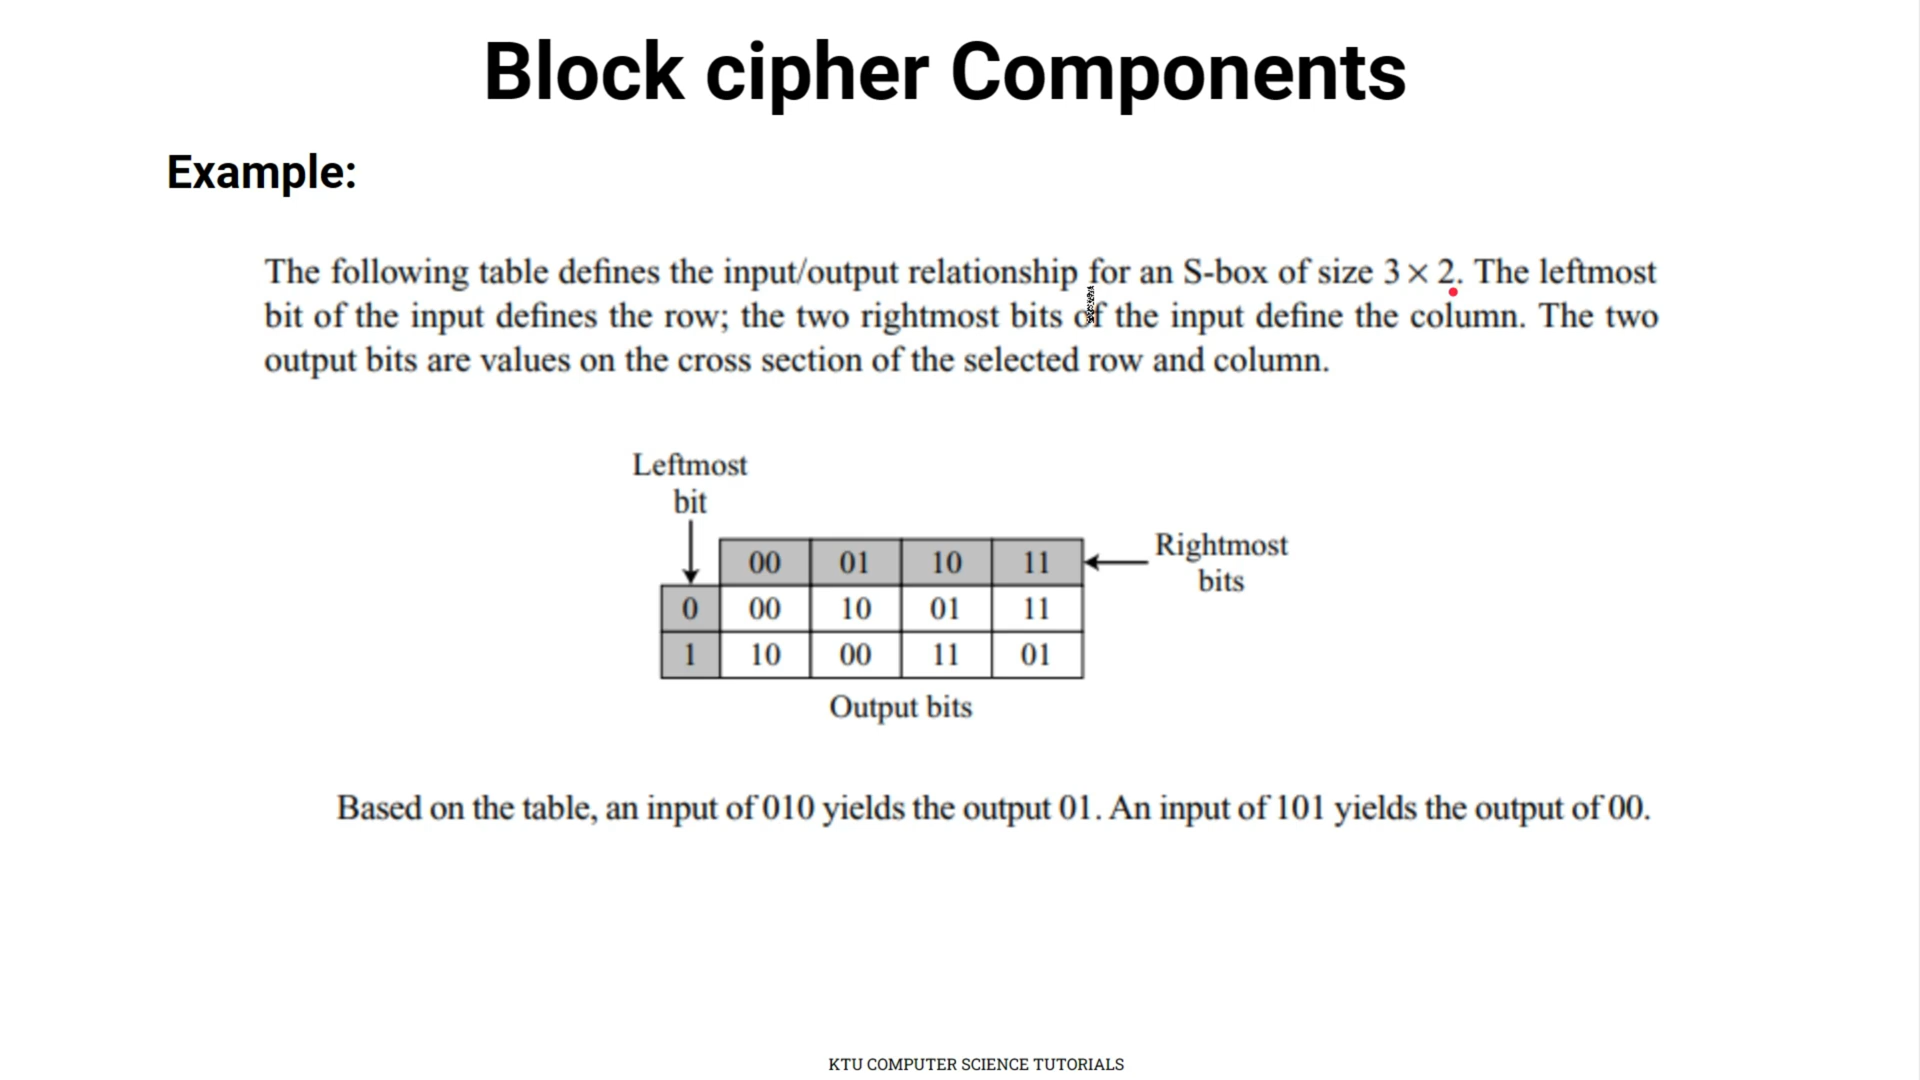 Block cipher Components
Example:
The following table defines the input/output relationship for an S-box of size 3 × 2. The leftmost
bit of the input defines the row; the two rightmost bits of the input define the column. The two
output bits are values on the cross section of the selected row and column.
Leftmost
bit
Rightmost
bits
00 01 10 11
0 00 10 01 11
1 10 00 11 01
Output bits
Based on the table, an input of 010 yields the output 01. An input of 101 yields the output of 00.
KTU COMPUTER SCIENCE TUTORIALS